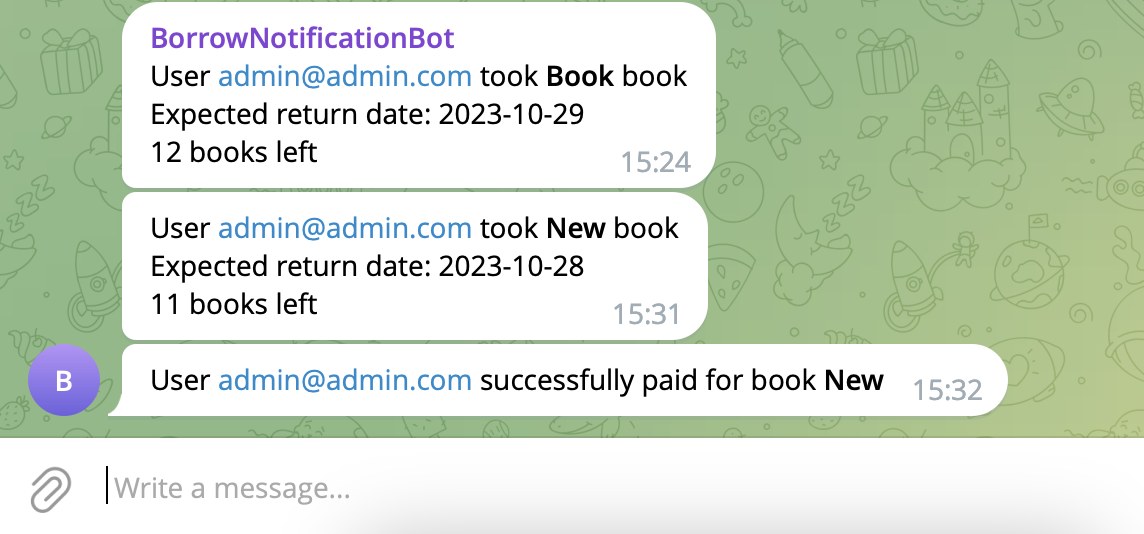 BorrowNotificationBot
User admin@admin.com took Book book
Expected return date: 2023-10-29
12 books left
15:24
User admin@admin.com took New book
Expected return date: 2023-10-28
11 books left
15:31
B
User admin@admin.com successfully paid for book New
15:32
Write a message...